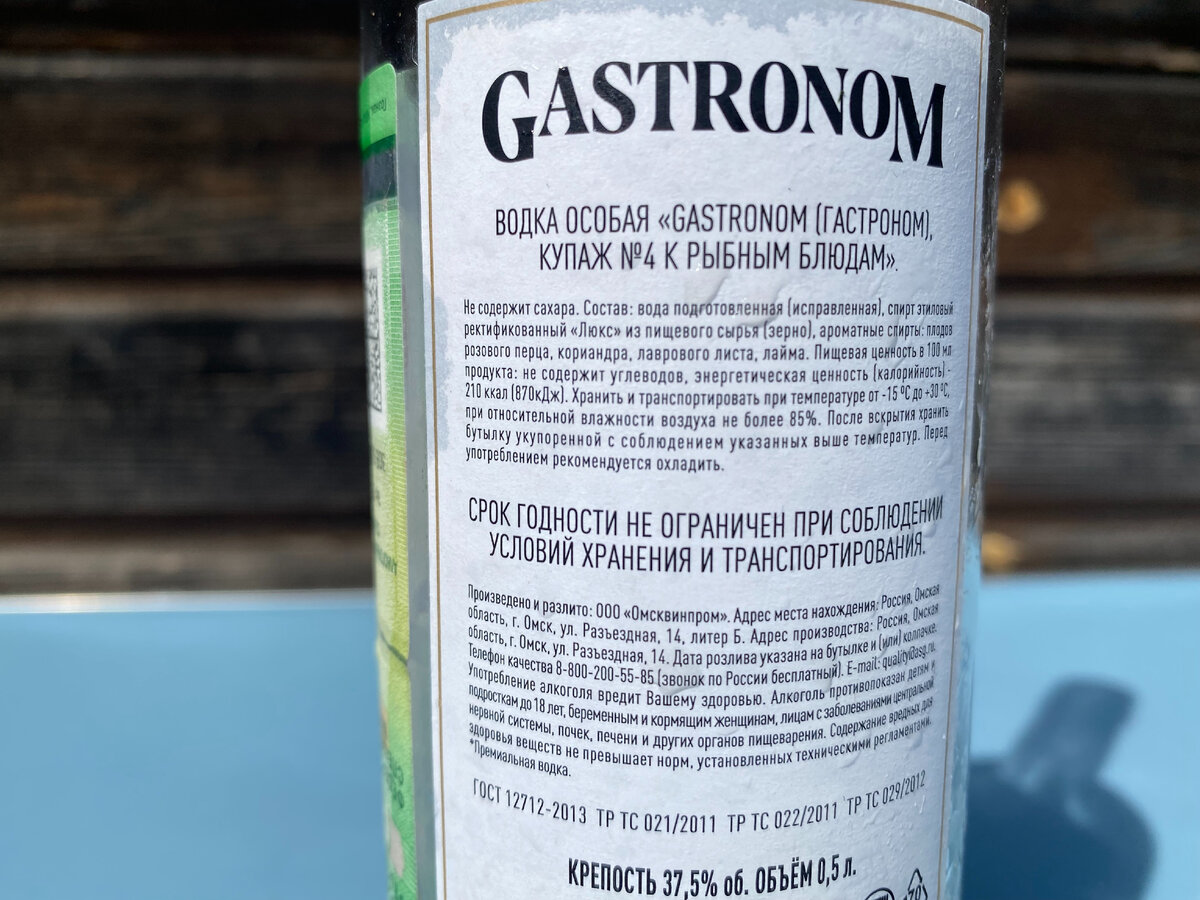 GASTRONOM
ВОДКА ОСОБАЯ «GASTRONOM (ГАСТРОНОМ),
КУПАЖ №4 К РЫБНЫМ БЛЮДАМ».
Не содержит сахара. Состав: вода подготовленная (исправленная), спирт этиловый
ректификованный «Люкс» из пищевого сырья (зерно), ароматные спирты: плодов
розового перца, кориандра, лаврового листа, лайма. Пищевая ценность в 100 мл
продукта: не содержит углеводов, энергетическая ценность (калорийность) -
210 ккал (870кДж). Хранить и транспортировать при температуре от -15 ºС до +30 ºС,
при относительной влажности воздуха не более 85%. После вскрытия хранить
бутылку укупоренной с соблюдением указанных выше температур. Перед
употреблением рекомендуется охладить.
СРОК ГОДНОСТИ НЕ ОГРАНИЧЕН ПРИ СОБЛЮДЕНИИ
УСЛОВИЙ ХРАНЕНИЯ И ТРАНСПОРТИРОВАНИЯ.
Произведено и разлито: ООО «Омсквинпром». Адрес места нахождения: Россия, Омская
область, г. Омск, ул. Разъездная, 14, литер Б. Адрес производства: Россия, Омская
область, г. Омск, ул. Разъездная, 14. Дата розлива указана на бутылке и (или) колпачке.
Телефон качества 8-800-200-55-85 (звонок по России бесплатный). E-mail: quality@asg.ru.
Употребление алкоголя вредит Вашему здоровью. Алкоголь противопоказан детям и
подросткам до 18 лет, беременным и кормящим женщинам, лицам с заболеваниями центральной
нервной системы, почек, печени и других органов пищеварения. Содержание вредных для
здоровья веществ не превышает норм, установленных техническими регламентами.
*Премиальная водка.
ГОСТ 12712-2013 ТР ТС 021/2011 ТР ТС 022/2011 ТР ТС 029/2012
КРЕПОСТЬ 37,5% об. ОБЪЁМ 0,5 л.